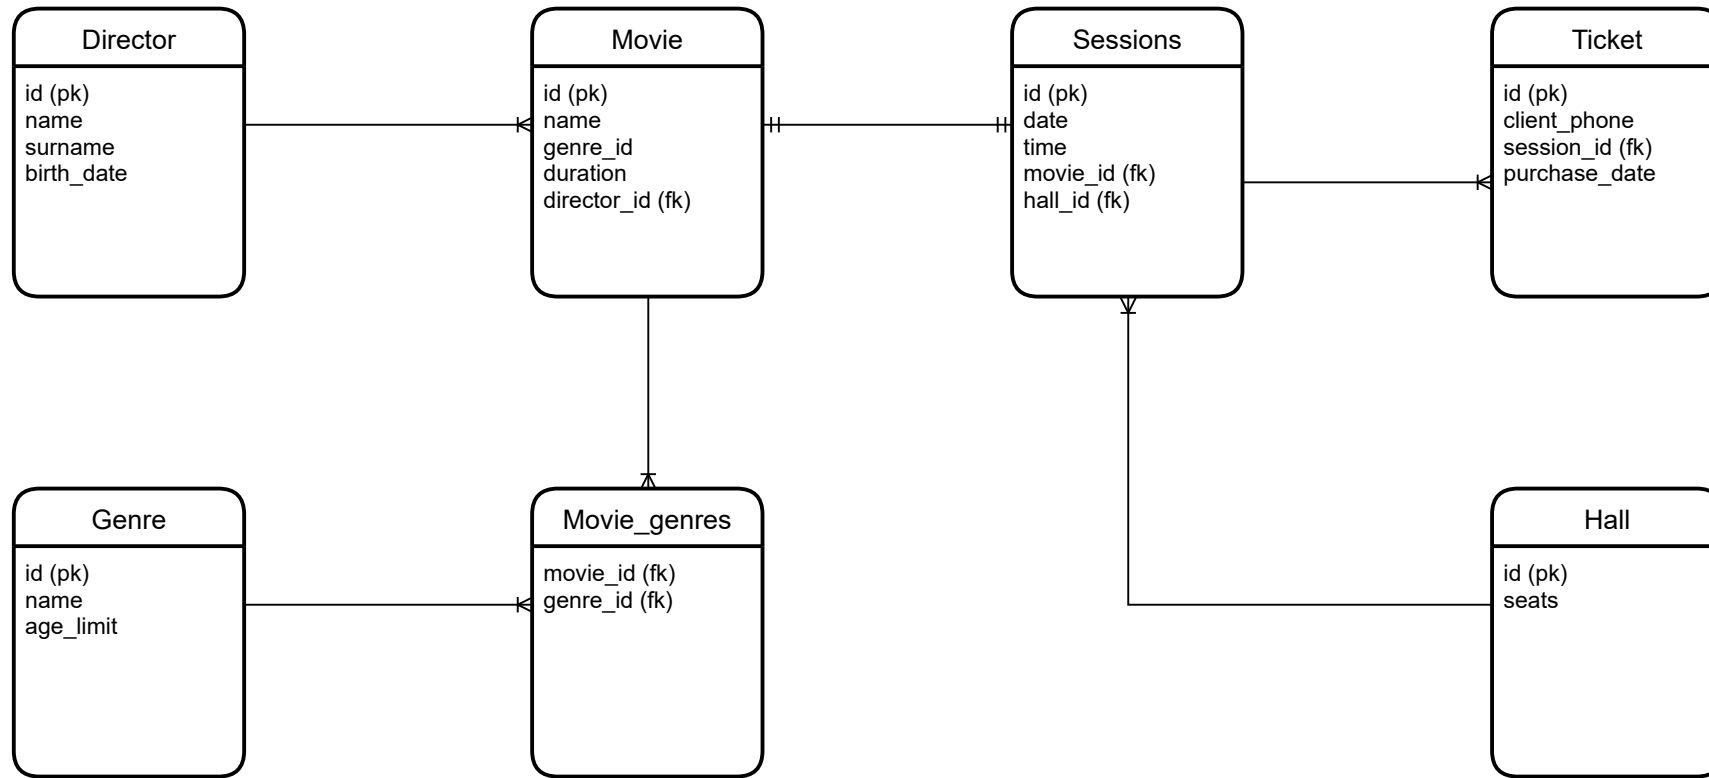 Director
id (pk)
name
surname
birth_date
Movie
id (pk)
name
genre_id
duration
director_id (fk)
Sessions
id (pk)
date
time
movie_id (fk)
hall_id (fk)
Ticket
id (pk)
client_phone
session_id (fk)
purchase_date
Genre
id (pk)
name
age_limit
Movie_genres
movie_id (fk)
genre_id (fk)
Hall
id (pk)
seats